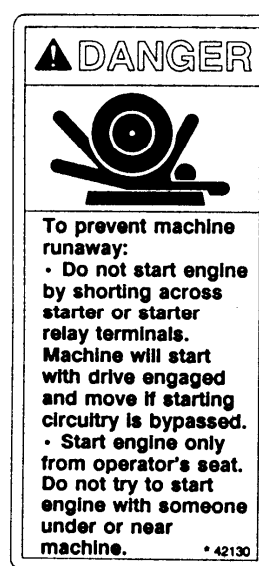 DANGER
To prevent machine
runaway:
· Do not start engine
by shorting across
starter or starter
relay terminals.
Machine will start
with drive engaged
and move if starting
circuitry is bypassed.
· Start engine only
from operator's seat.
Do not try to start
engine with someone
under or near
machine. * 42130